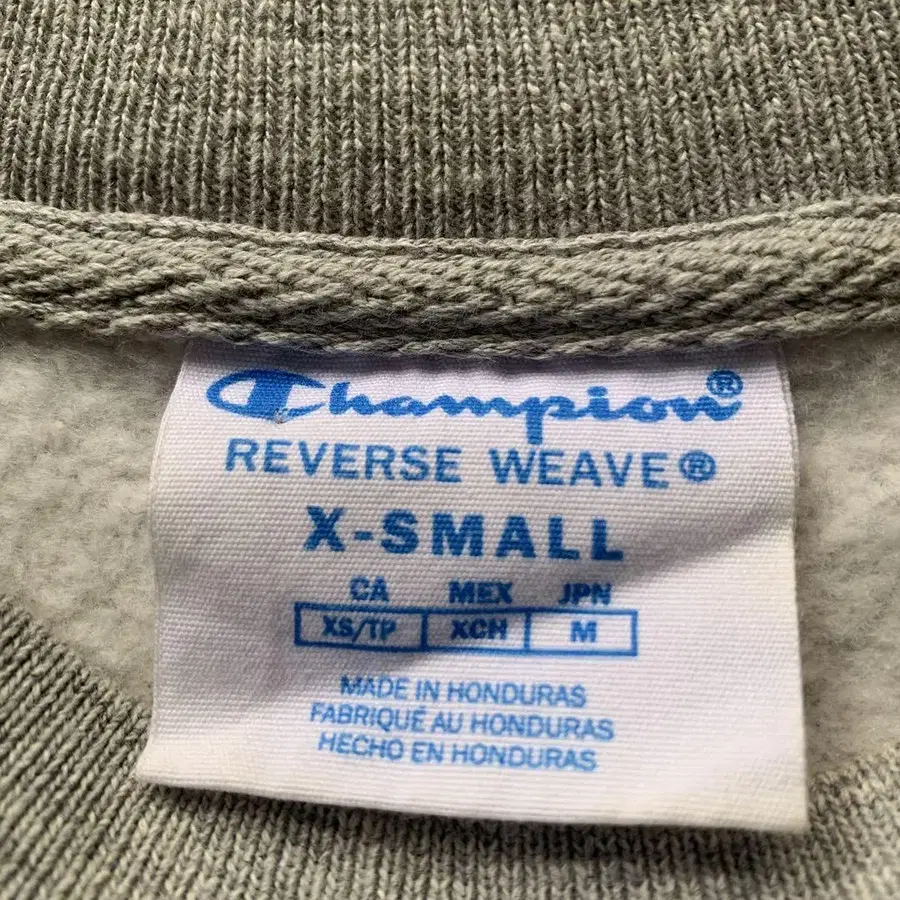 Champion®
REVERSE WEAVE®
X-SMALL
CA MEX JPN
XS/TP XCH M
MADE IN HONDURAS
FABRIQUÉ AU HONDURAS
HECHO EN HONDURAS